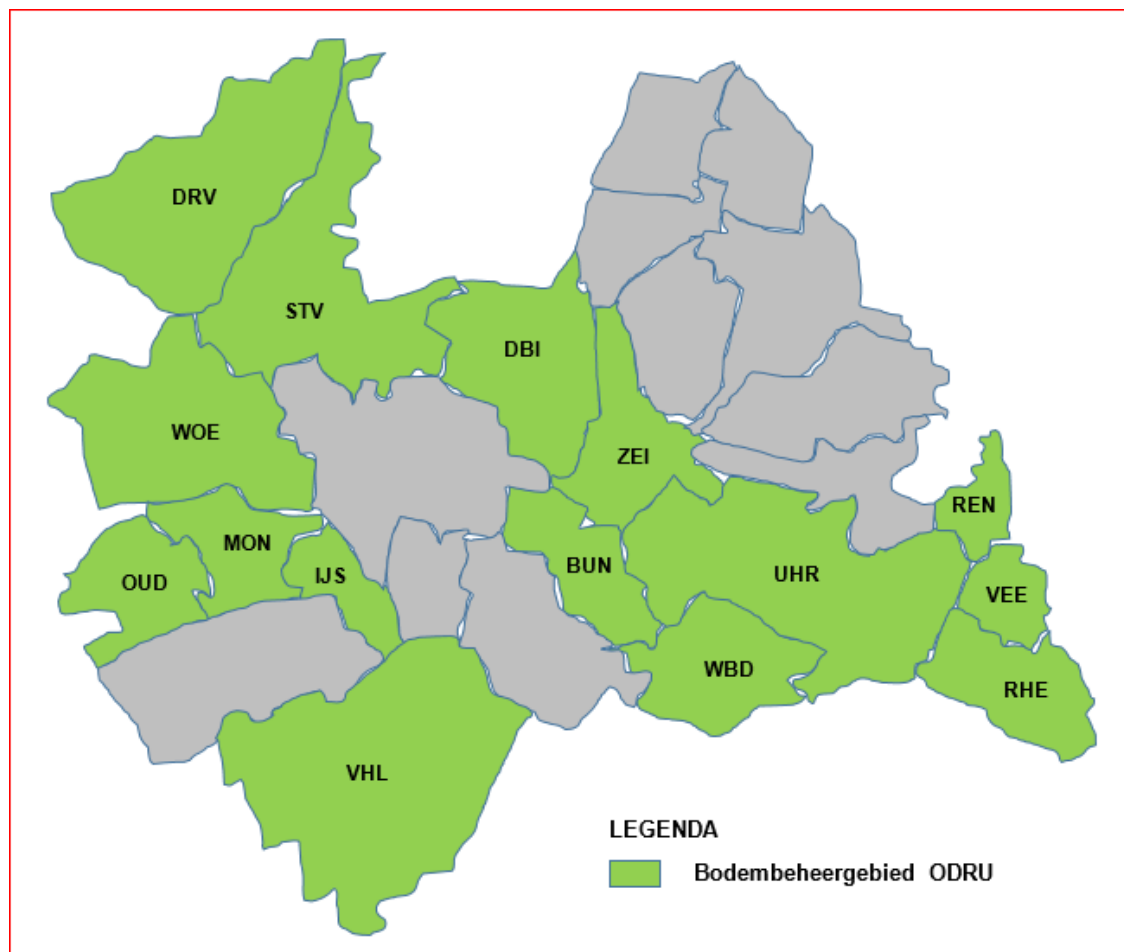 DRV
STV
DBI
WOE
ZEI
REN
MON
BUN
IJS
OUD
UHR
VEE
WBD
RHE
VHL
LEGENDA
Bodembeheergebied ODRU